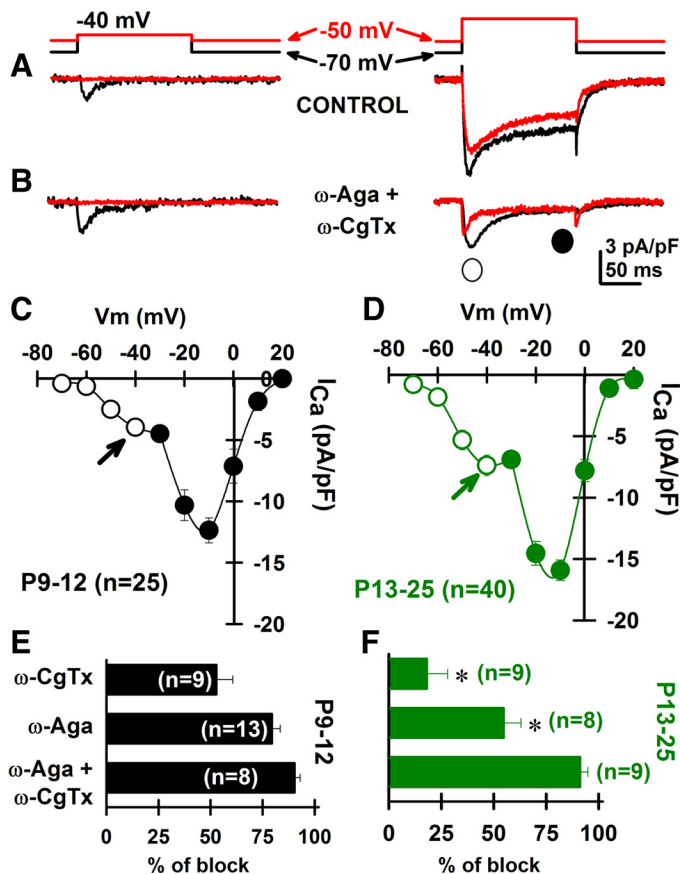 -40 mV
-50 mV
-70 mV
A
CONTROL
B
ω-Aga +
ω-CgTx
3 pA/pF
50 ms
C
Vm (mV)
-80 -60 -40 -20 0 20
0
-5
-10
-15
-20
I Ca (pA/pF)
P9-12 (n=25)
D
Vm (mV)
-80 -60 -40 -20 0 20
0
-5
-10
-15
-20
I Ca (pA/pF)
P13-25 (n=40)
E
ω-CgTx
(n=9)
ω-Aga
(n=13)
ω-Aga +
ω-CgTx
(n=8)
P9-12
0 25 50 75 100
% of block
F
* (n=9)
* (n=8)
(n=9)
P13-25
0 25 50 75 100
% of block